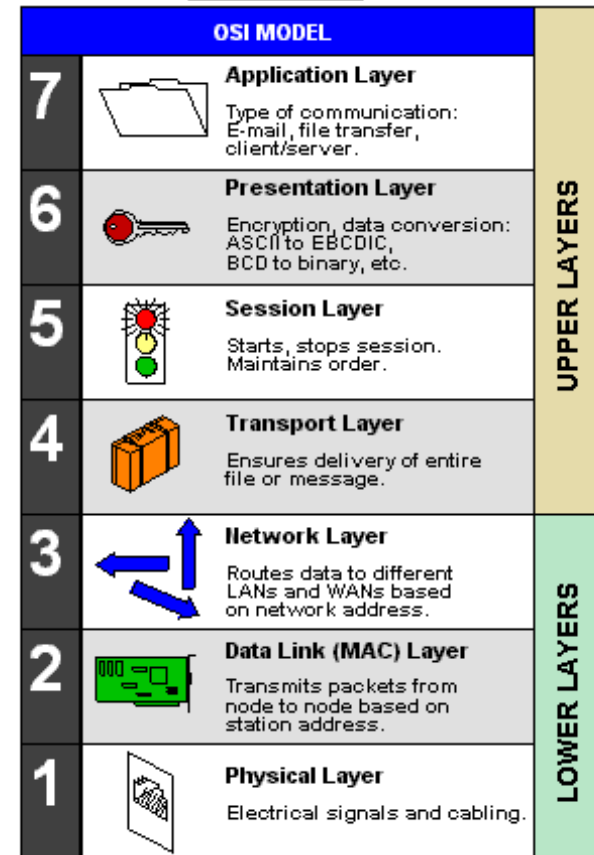 OSI MODEL
7
Application Layer
Type of communication:
E-mail, file transfer,
client/server.
6
Presentation Layer
Encryption, data conversion:
ASCII to EBCDIC,
BCD to binary, etc.
5
Session Layer
Starts, stops session.
Maintains order.
4
Transport Layer
Ensures delivery of entire
file or message.
3
Network Layer
Routes data to different
LANs and WANs based
on network address.
2
Data Link (MAC) Layer
Transmits packets from
node to node based on
station address.
1
Physical Layer
Electrical signals and cabling.
UPPER LAYERS
LOWER LAYERS